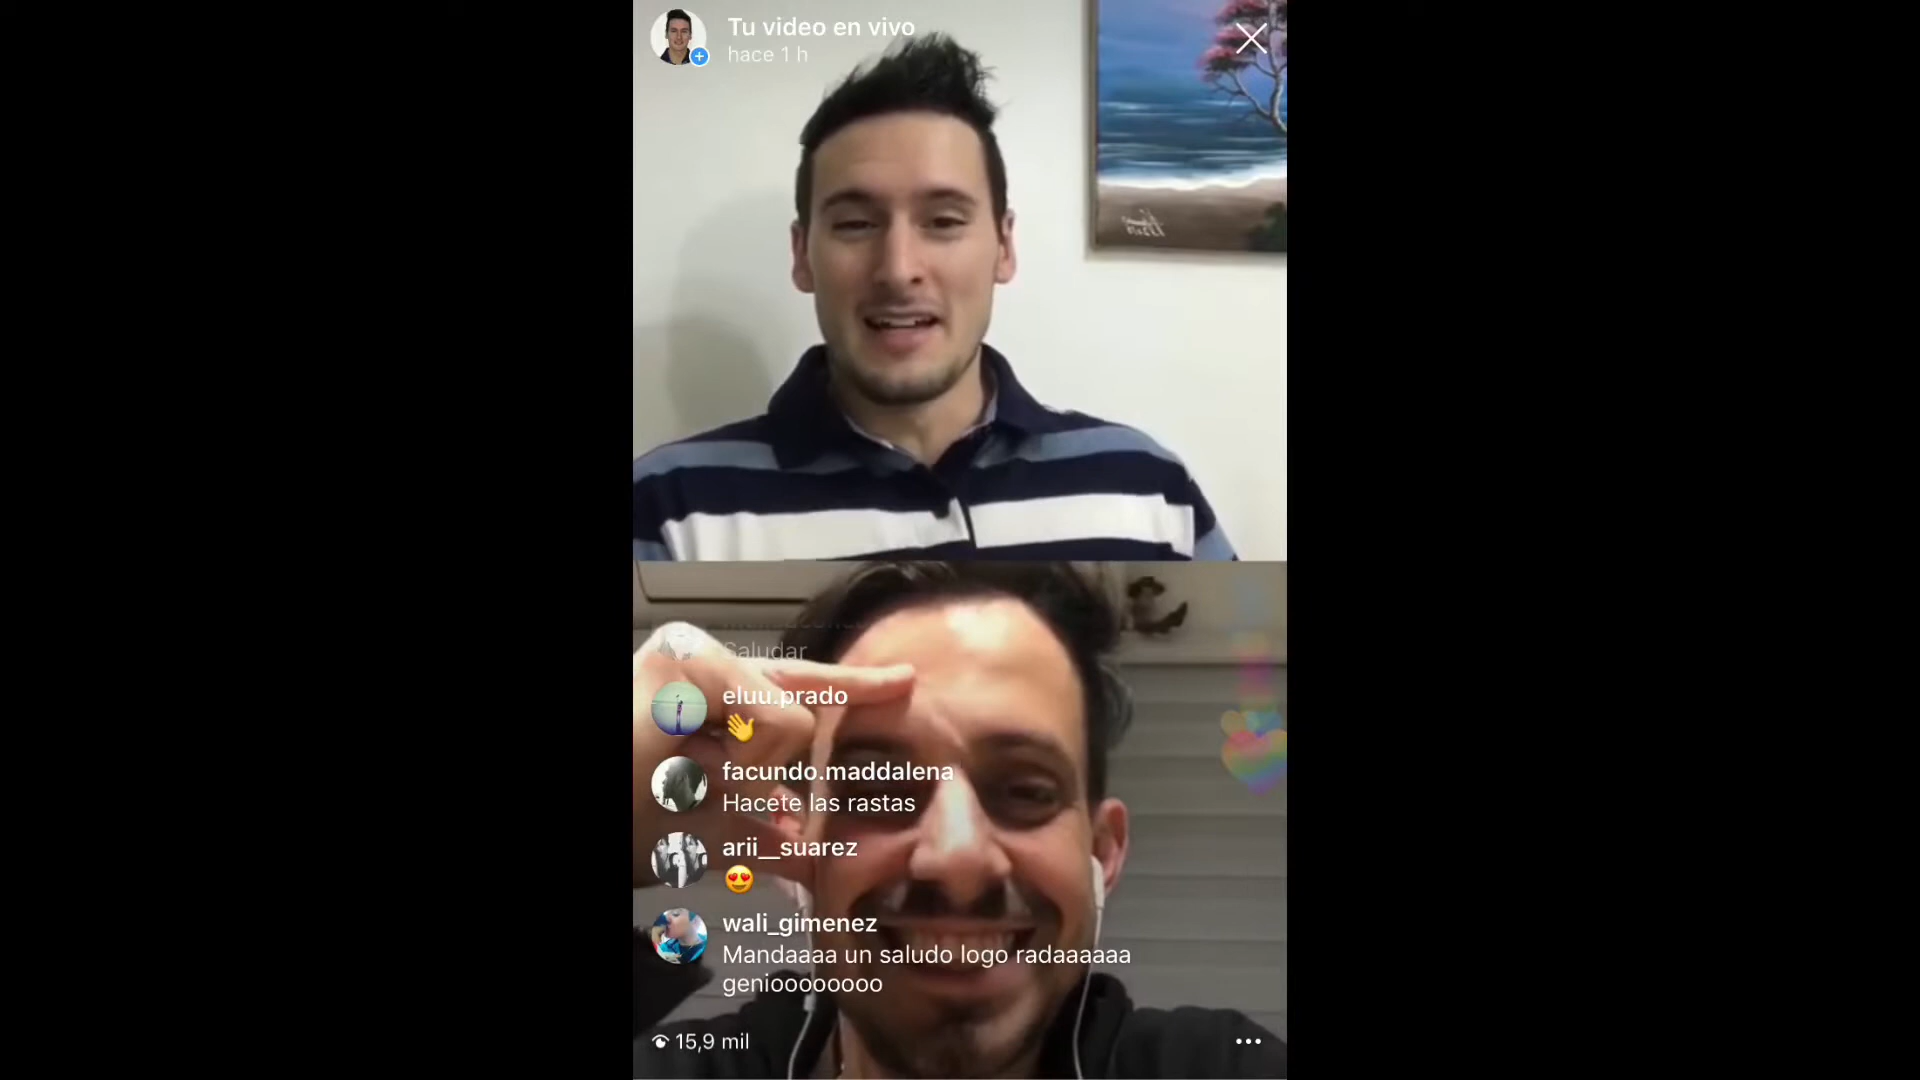 Tu video en vivo
hace 1 h
Saludar
eluu.prado
👋
facundo.maddalena
Hacete las rastas
arii__suarez
😍
wali_gimenez
Mandaaaa un saludo logo radaaaaaa
geniooooooooo
15,9 mil